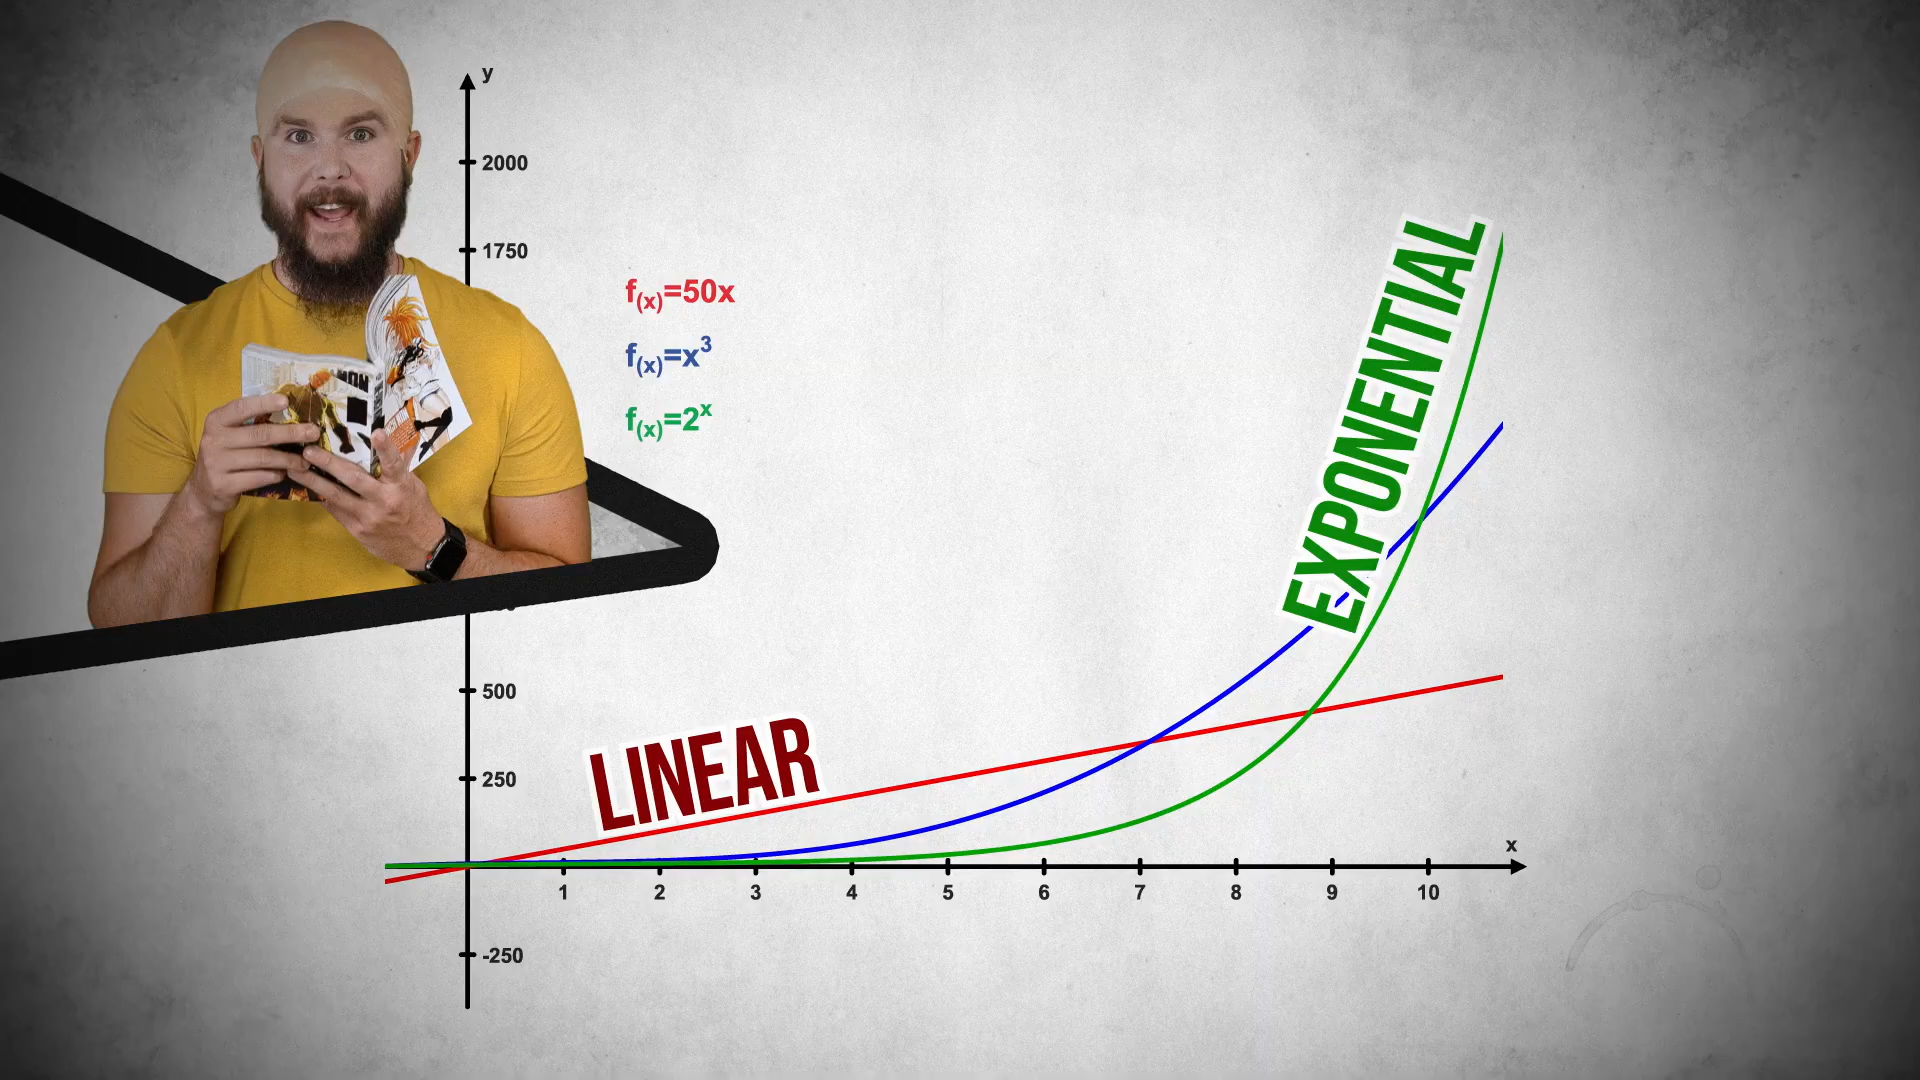 y
2000
1750
f(x)=50x
f(x)=x³
f(x)=2ˣ
EXPONENTIAL
500
LINEAR
250
x
1 2 3 4 5 6 7 8 9 10
-250